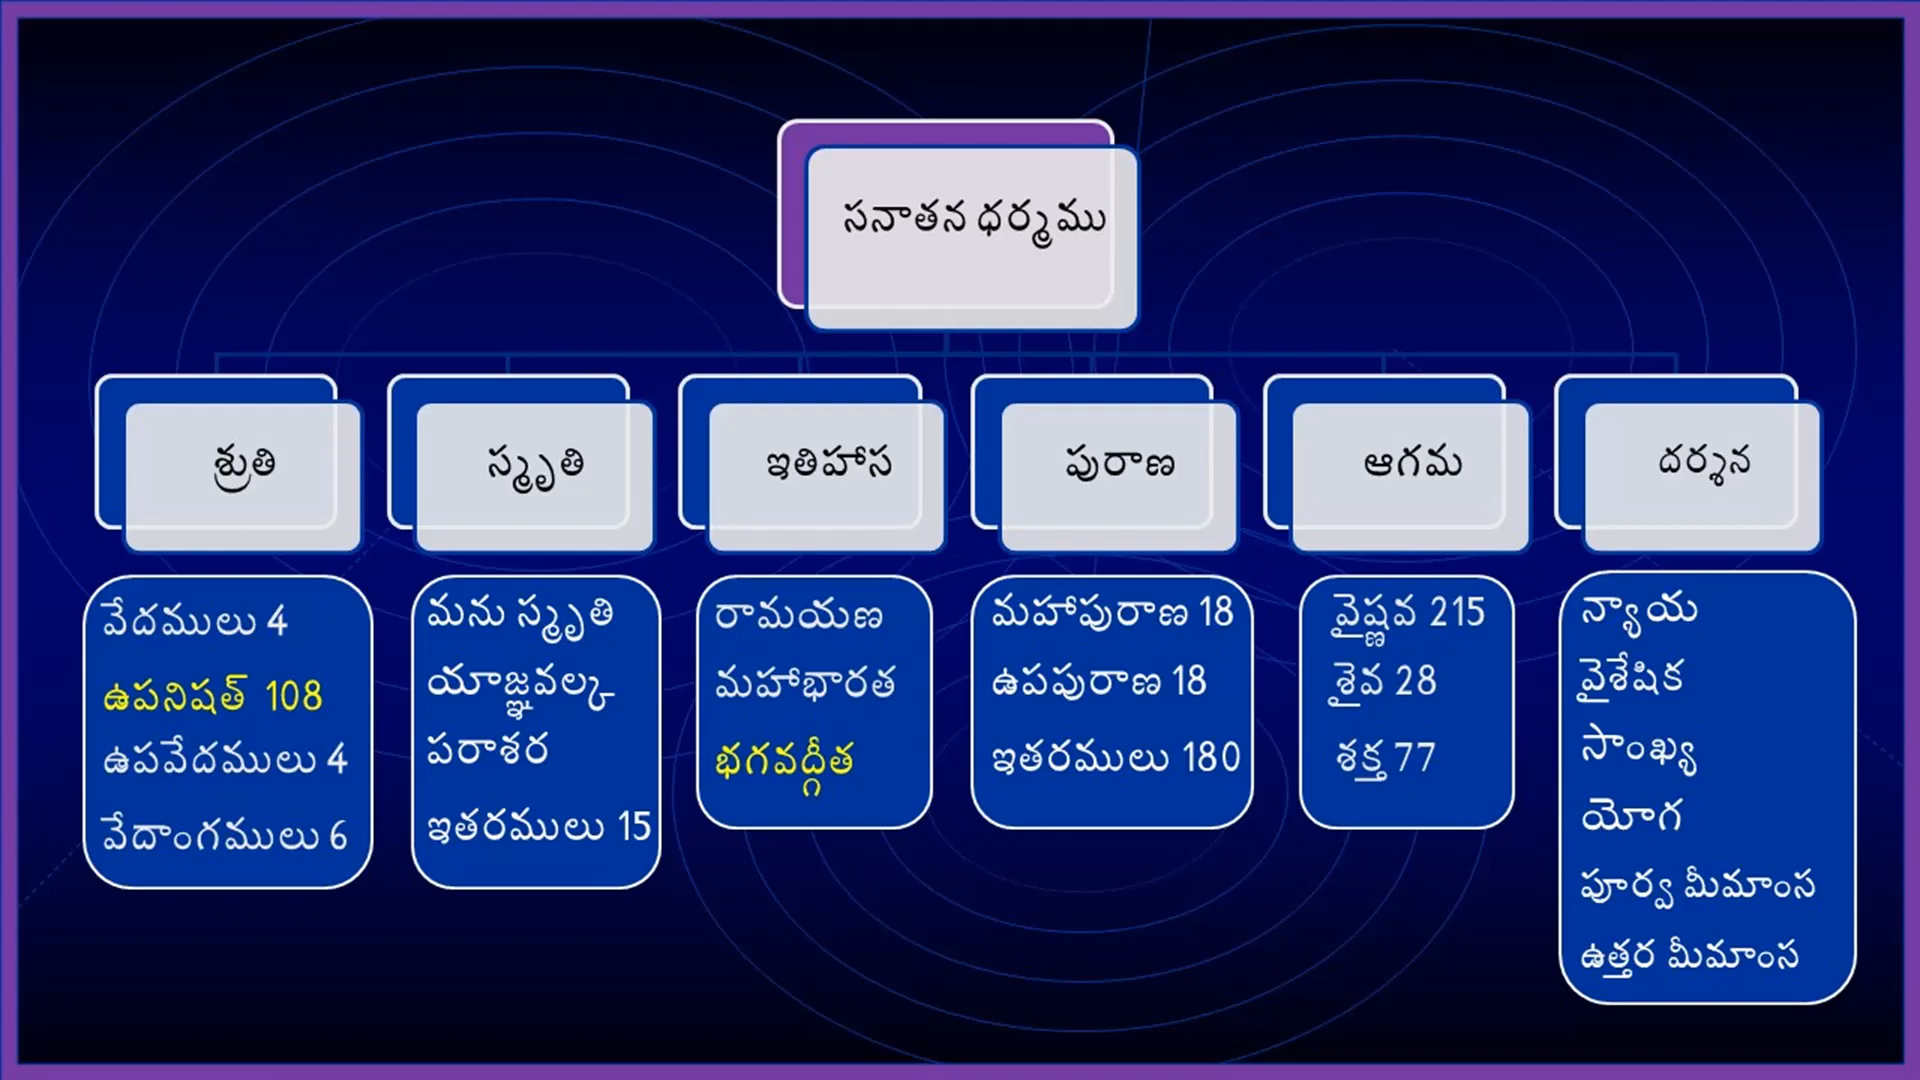 సనాతన ధర్మము
శ్రుతి
స్మృతి
ఇతిహాస
పురాణ
ఆగమ
దర్శన
వేదములు 4
ఉపనిషత్ 108
ఉపవేదములు 4
వేదాంగములు 6
మను స్మృతి
యాజ్ఞవల్క
పరాశర
ఇతరములు 15
రామయణ
మహాభారత
భగవద్గీత
మహాపురాణ 18
ఉపపురాణ 18
ఇతరములు 180
వైష్ణవ 215
శైవ 28
శక్త 77
న్యాయ
వైశేషిక
సాంఖ్య
యోగ
పూర్వ మీమాంస
ఉత్తర మీమాంస